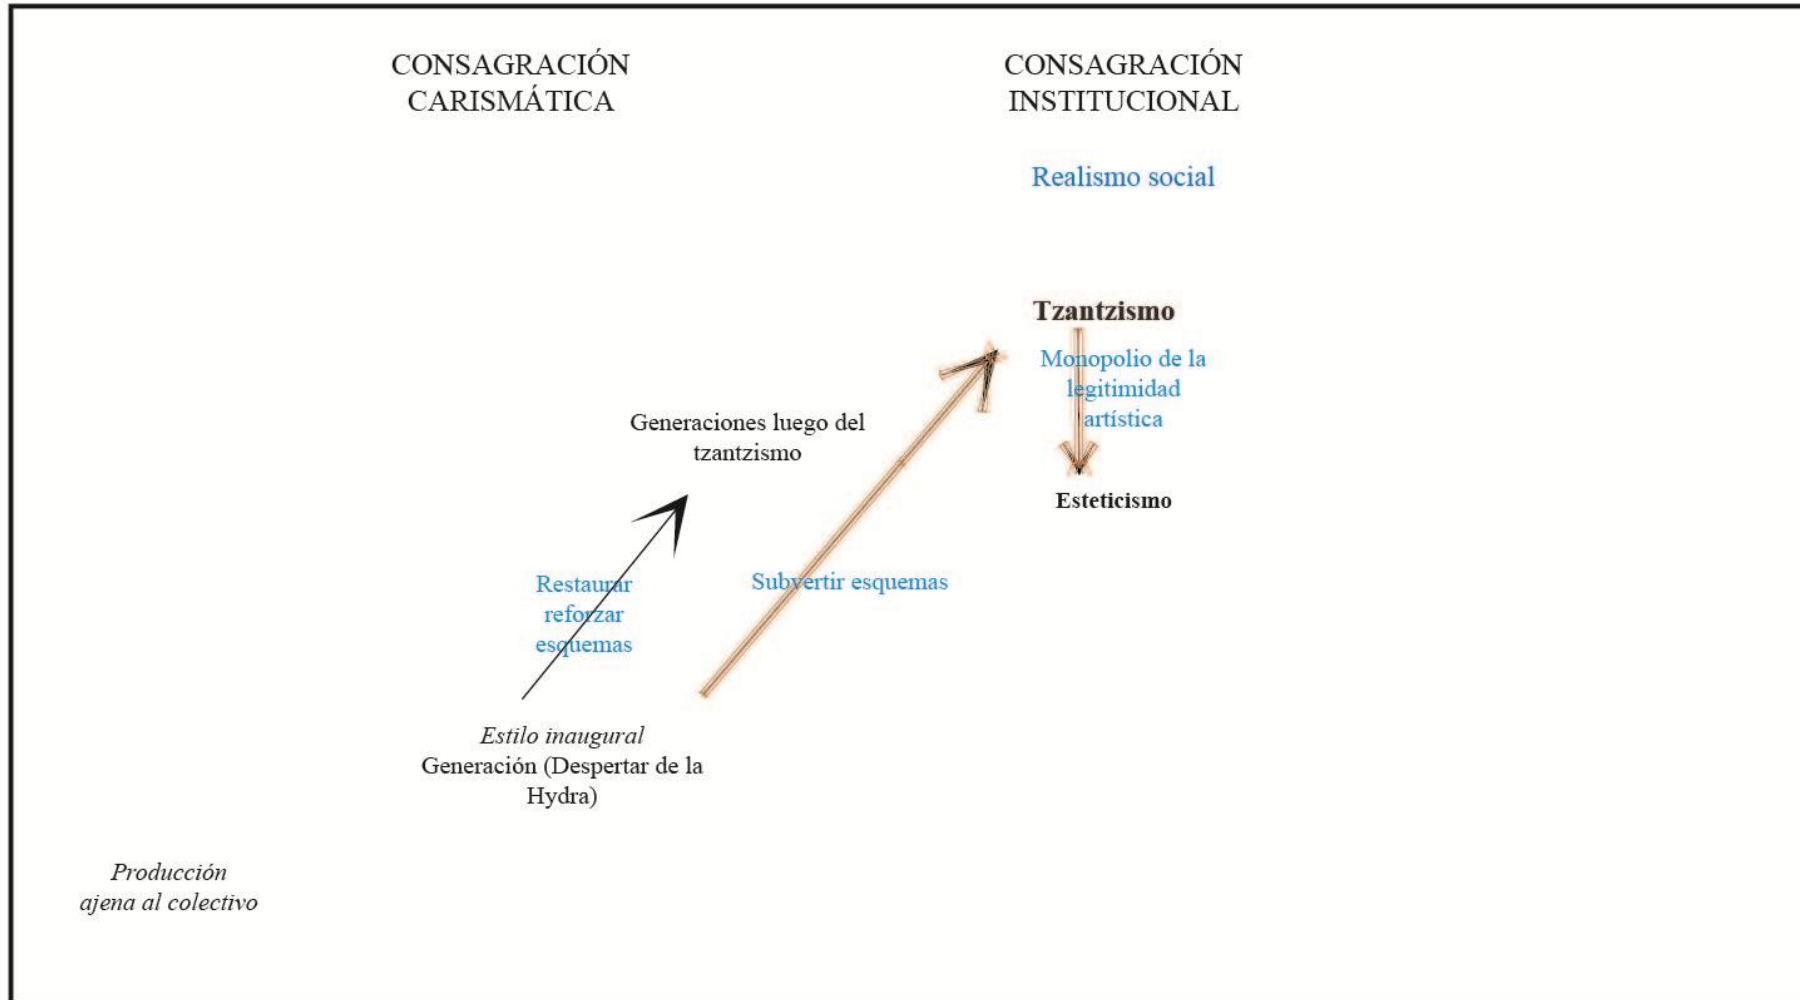 CONSAGRACIÓN
CARISMÁTICA
CONSAGRACIÓN
INSTITUCIONAL
Realismo social
Tzantzismo
Monopolio de la
legitimidad
artística
Esteticismo
Generaciones luego del
tzantzismo
Restaurar
reforzar
esquemas
Subvertir esquemas
Estilo inaugural
Generación (Despertar de la
Hydra)
Producción
ajena al colectivo